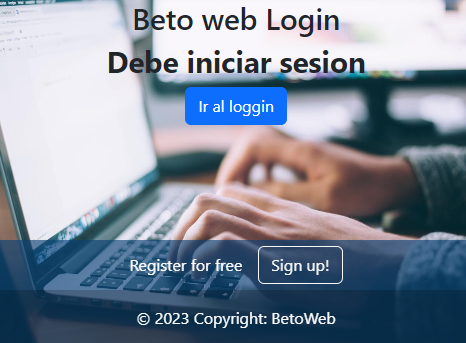 Beto web Login
Debe iniciar sesion
Ir al loggin
Register for free Sign up!
© 2023 Copyright: BetoWeb